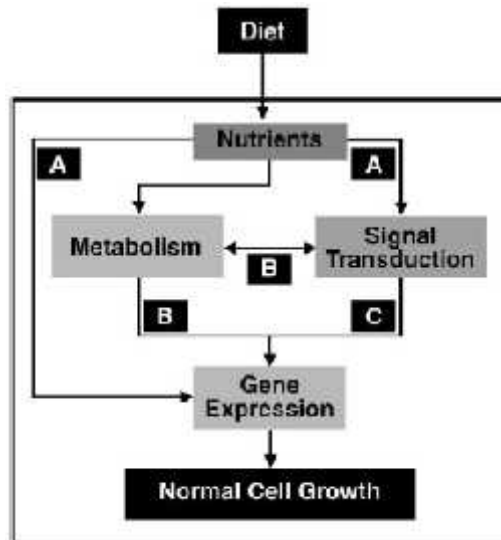 Diet
Nutrients
A
A
Metabolism
B
Signal
Transduction
B
C
Gene
Expression
Normal Cell Growth